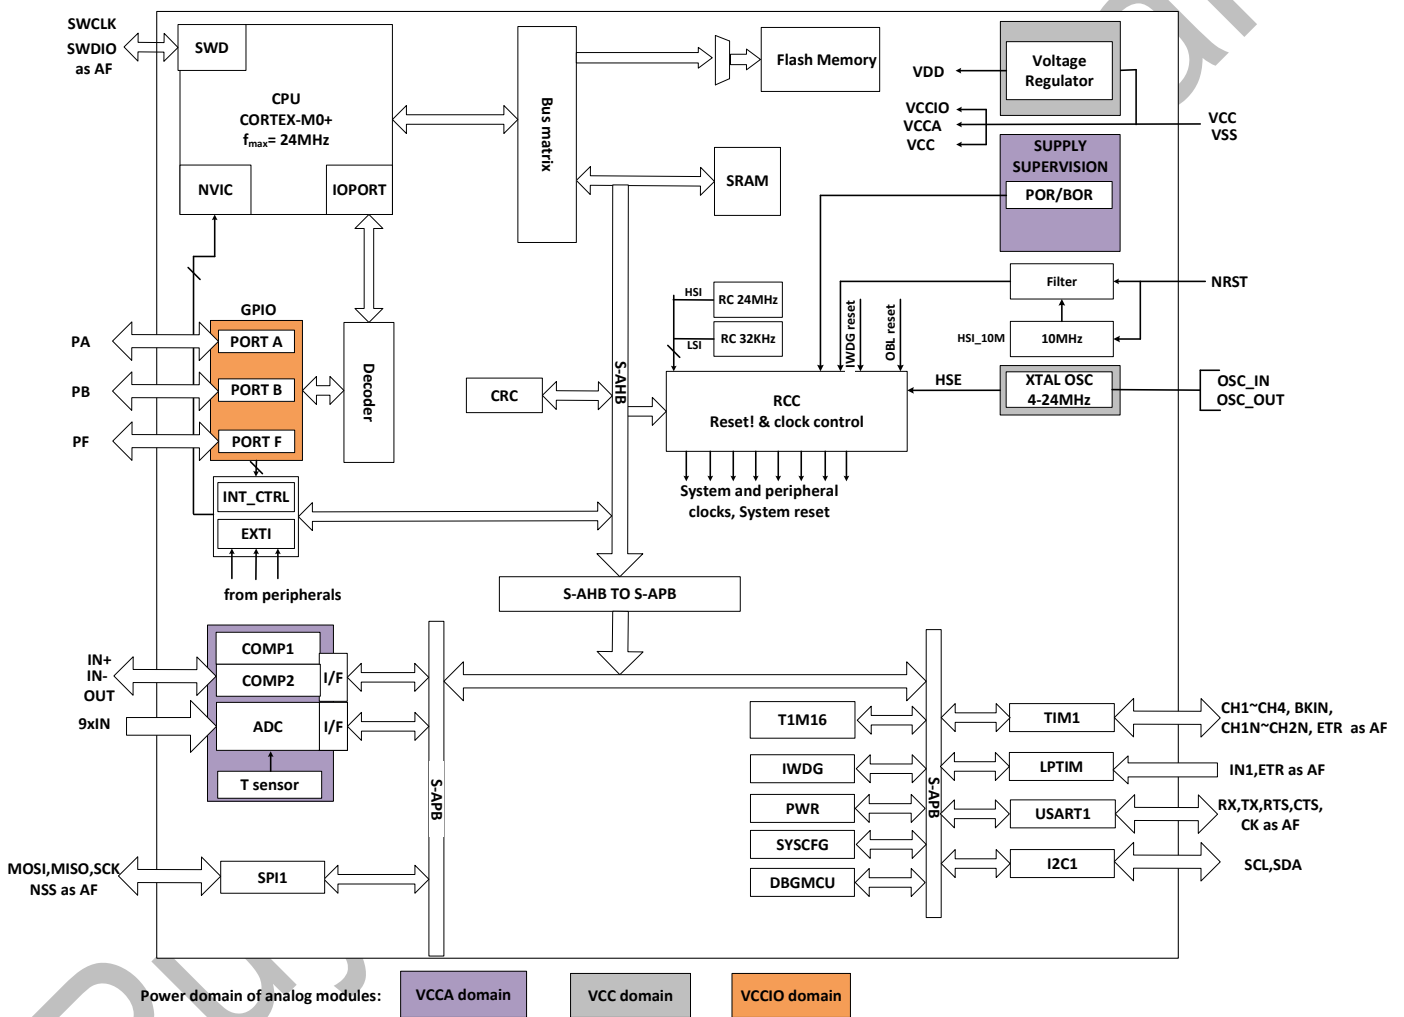 SWCLK
SWDIO
as AF
SWD
CPU
CORTEX-M0+
fmax= 24MHz
NVIC
IOPORT
Bus matrix
Flash Memory
SRAM
VDD
VCCIO
VCCA
VCC
Voltage
Regulator
VCC
VSS
SUPPLY
SUPERVISION
POR/BOR
Filter
NRST
HSI_10M
10MHz
HSI
RC 24MHz
LSI
RC 32KHz
IWDG reset
OBL reset
HSE
XTAL OSC
4-24MHz
OSC_IN
OSC_OUT
GPIO
PA
PORT A
PB
PORT B
PF
PORT F
Decoder
S-AHB
CRC
RCC
Reset! & clock control
System and peripheral
clocks, System reset
INT_CTRL
EXTI
from peripherals
S-AHB TO S-APB
IN+
IN-
OUT
COMP1
COMP2
I/F
9xIN
ADC
I/F
T sensor
S-APB
MOSI,MISO,SCK
NSS as AF
SPI1
T1M16
IWDG
PWR
SYSCFG
DBGMCU
S-APB
TIM1
CH1~CH4, BKIN,
CH1N~CH2N, ETR as AF
LPTIM
IN1,ETR as AF
USART1
RX,TX,RTS,CTS,
CK as AF
I2C1
SCL,SDA
Power domain of analog modules:
VCCA domain
VCC domain
VCCIO domain